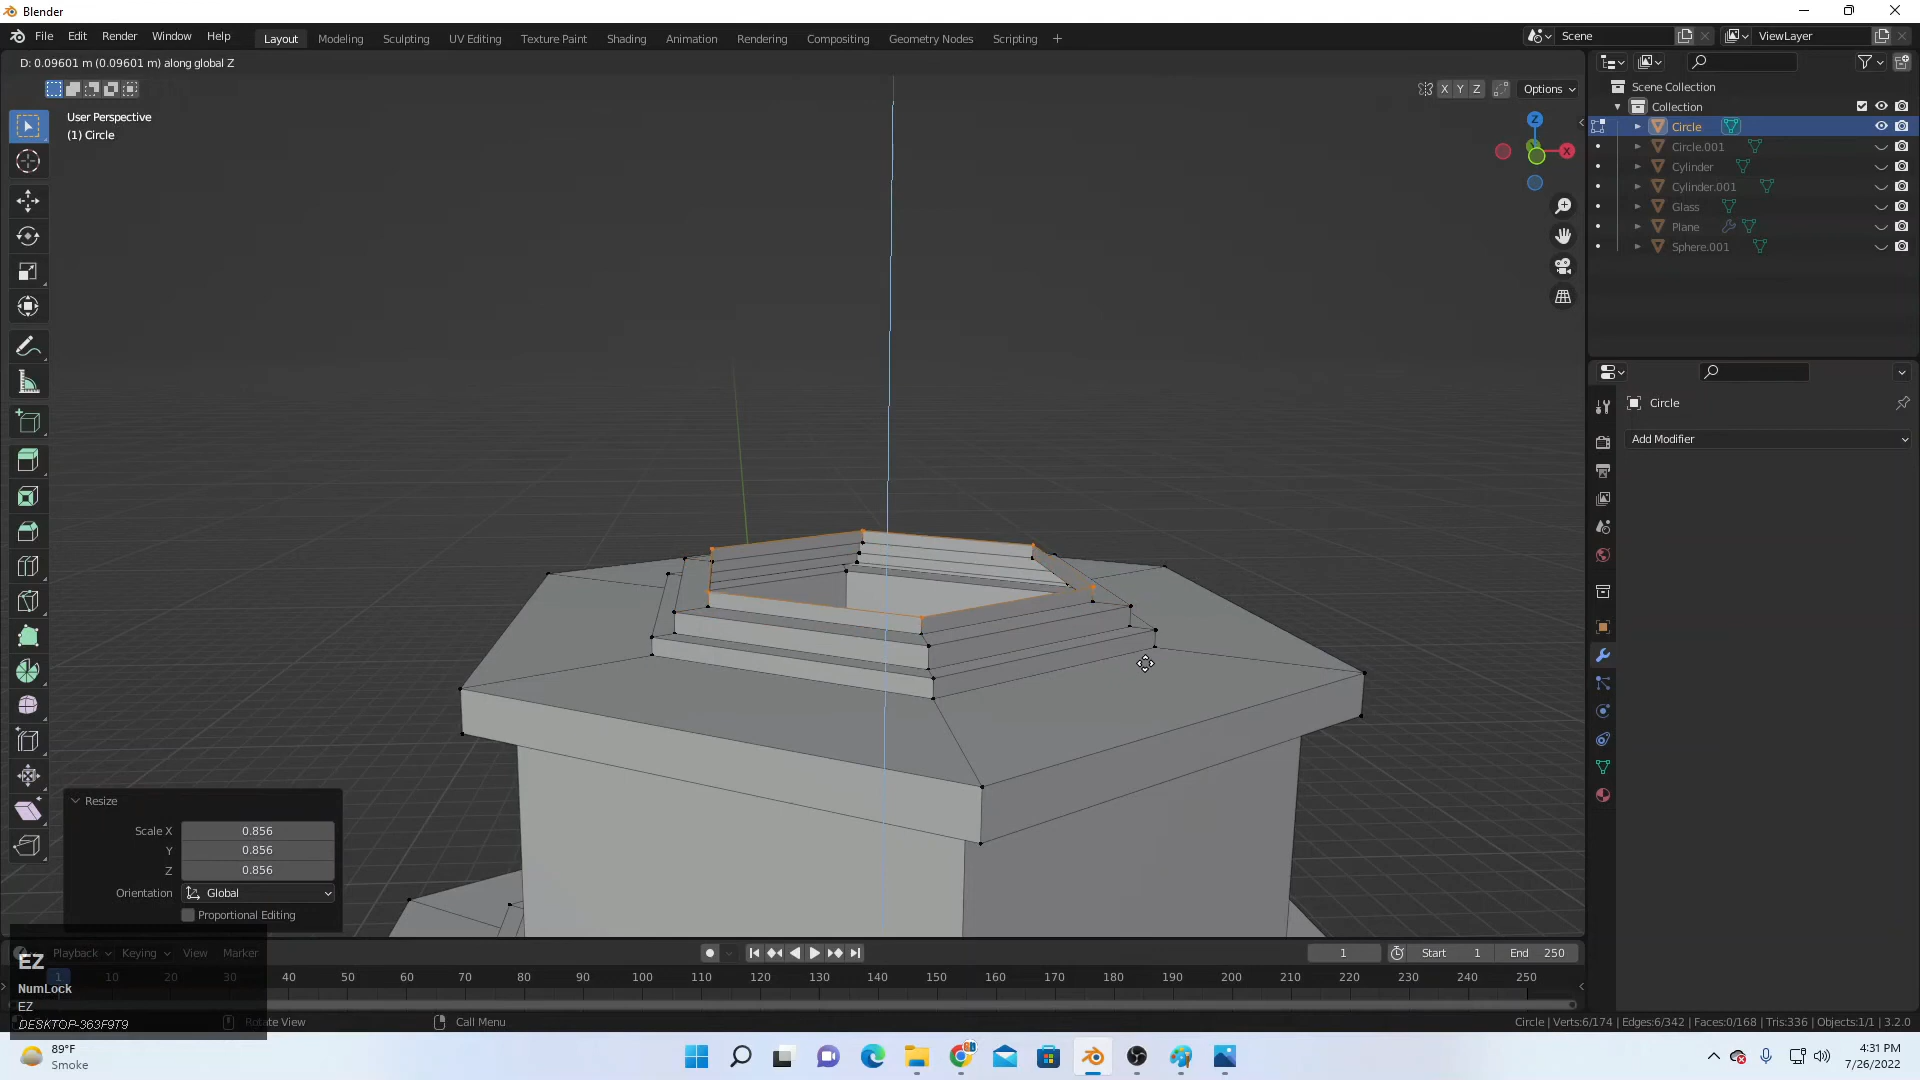 Blender
File Edit Render Window Help Layout Modeling Sculpting UV Editing Texture Paint Shading Animation Rendering Compositing Geometry Nodes Scripting + Scene ViewLayer
D: 0.09601 m (0.09601 m) along global Z
X Y Z Options
User Perspective
(1) Circle
Z
X
Scene Collection
Collection
Circle
Circle.001
Cylinder
Cylinder.001
Glass
Plane
Sphere.001
Circle
Add Modifier
Resize
Scale X 0.856
Y 0.856
Z 0.856
Orientation Global
Proportional Editing
Playback Keying View Marker 1 Start 1 End 250
1 10 20 30 40 50 60 70 80 90 100 110 120 130 140 150 160 170 180 190 200 210 220 230 240 250
EZ
NumLock
EZ
DESKTOP-363F9T9
Rotate View Call Menu Circle | Verts:6/174 | Edges:6/342 | Faces:0/168 | Tris:336 | Objects:1/1 | 3.2.0
89°F
Smoke
4:31 PM
7/26/2022